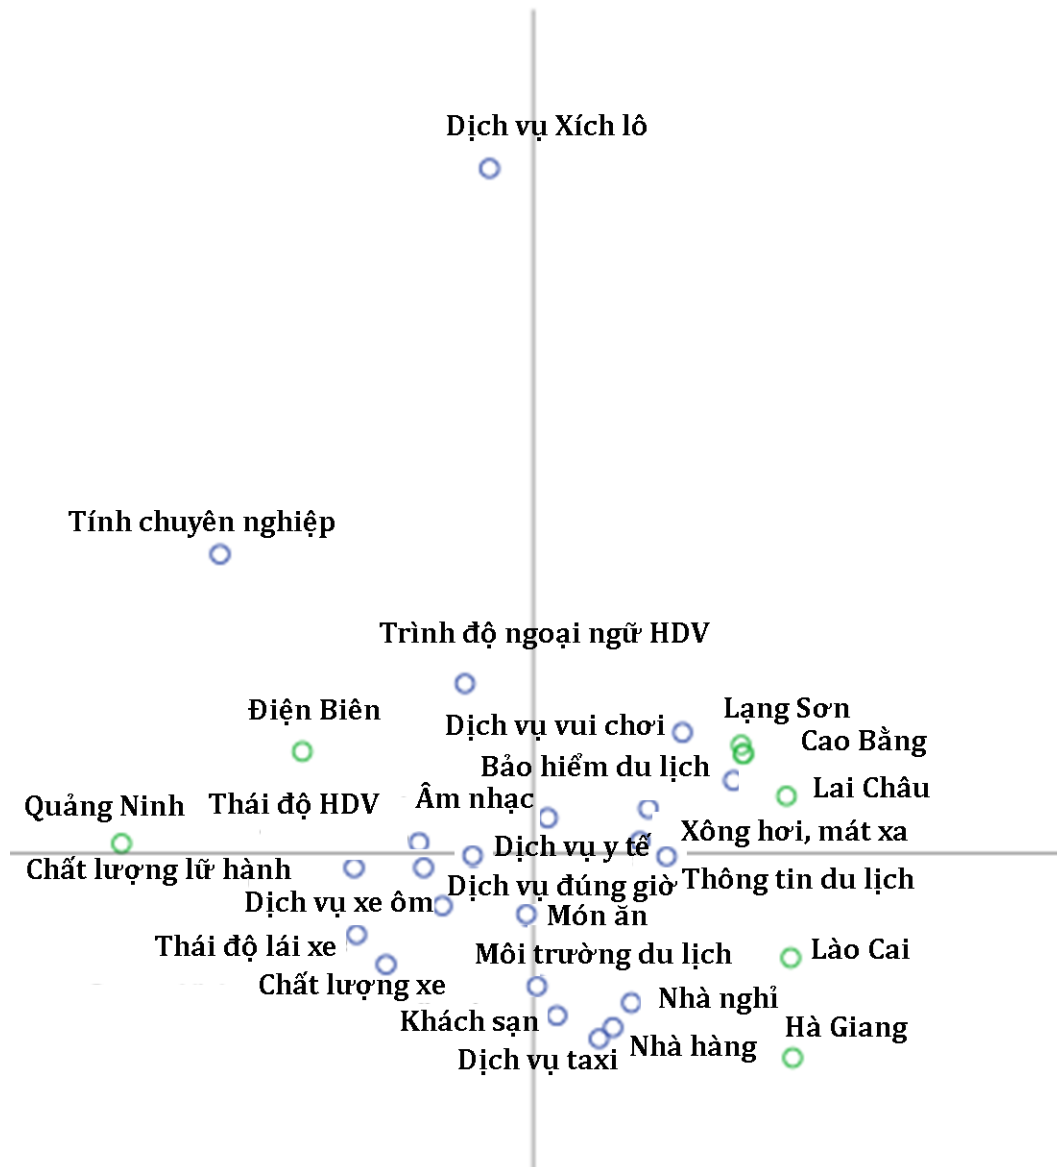 Dịch vụ Xích lô
Tính chuyên nghiệp
Trình độ ngoại ngữ HDV
Điện Biên
Lạng Sơn
Dịch vụ vui chơi
Cao Bằng
Bảo hiểm du lịch
Lai Châu
Quảng Ninh
Thái độ HDV
Âm nhạc
Xông hơi, mát xa
Dịch vụ y tế
Chất lượng lữ hành
Dịch vụ đúng giờ
Thông tin du lịch
Dịch vụ xe ôm
Món ăn
Thái độ lái xe
Môi trường du lịch
Lào Cai
Chất lượng xe
Nhà nghỉ
Khách sạn
Hà Giang
Nhà hàng
Dịch vụ taxi